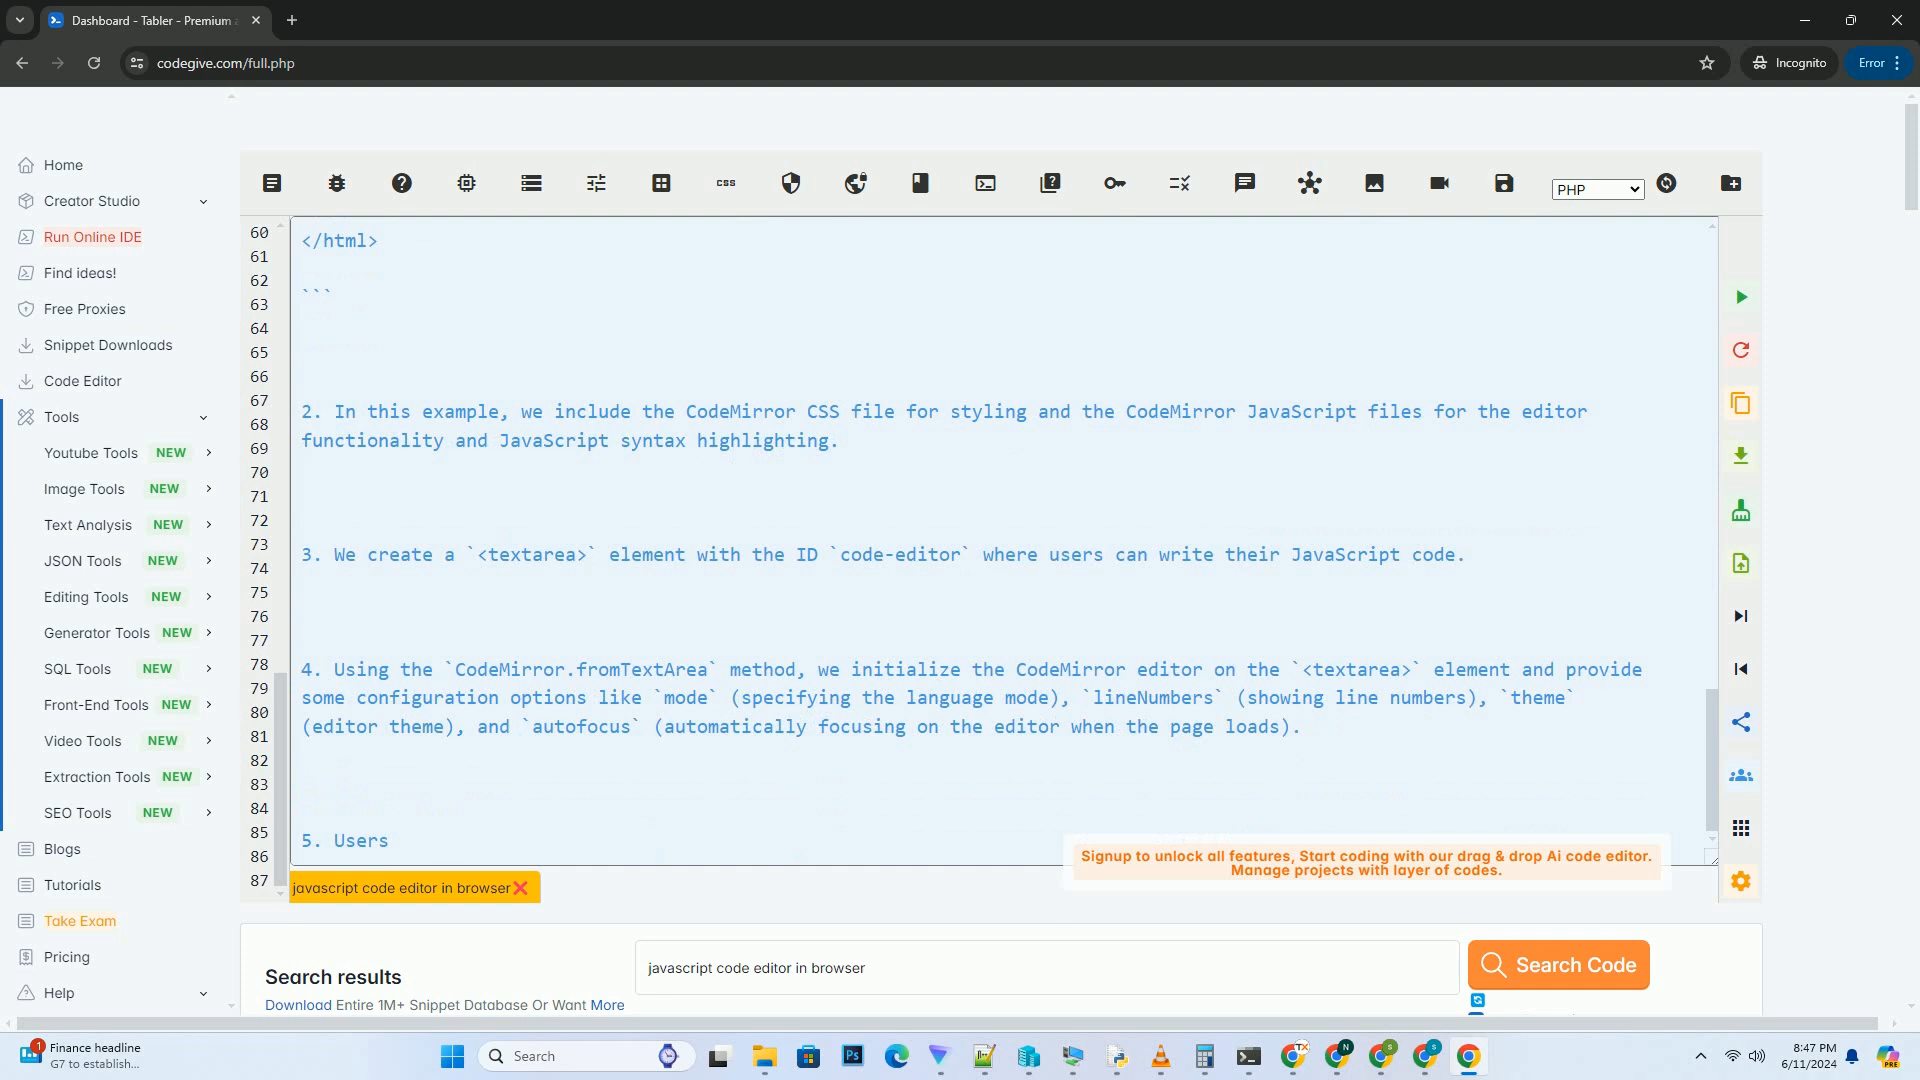 Dashboard - Tabler - Premium
codegive.com/full.php
Incognito
Error
Home
Creator Studio
Run Online IDE
Find ideas!
Free Proxies
Snippet Downloads
Code Editor
Tools
Youtube Tools NEW
Image Tools NEW
Text Analysis NEW
JSON Tools NEW
Editing Tools NEW
Generator Tools NEW
SQL Tools NEW
Front-End Tools NEW
Video Tools NEW
Extraction Tools NEW
SEO Tools NEW
Blogs
Tutorials
Take Exam
Pricing
Help
css
PHP
60
61
62
63
64
65
66
67
68
69
70
71
72
73
74
75
76
77
78
79
80
81
82
83
84
85
86
87
</html>
```
2. In this example, we include the CodeMirror CSS file for styling and the CodeMirror JavaScript files for the editor
functionality and JavaScript syntax highlighting.
3. We create a `<textarea>` element with the ID `code-editor` where users can write their JavaScript code.
4. Using the `CodeMirror.fromTextArea` method, we initialize the CodeMirror editor on the `<textarea>` element and provide
some configuration options like `mode` (specifying the language mode), `lineNumbers` (showing line numbers), `theme`
(editor theme), and `autofocus` (automatically focusing on the editor when the page loads).
5. Users
Signup to unlock all features, Start coding with our drag & drop Ai code editor.
Manage projects with layer of codes.
javascript code editor in browser
Search results
Download Entire 1M+ Snippet Database Or Want More
javascript code editor in browser
Search Code
1
Finance headline
G7 to establish...
Search
Ps
TX
N
S
S
8:47 PM
6/11/2024
PRE